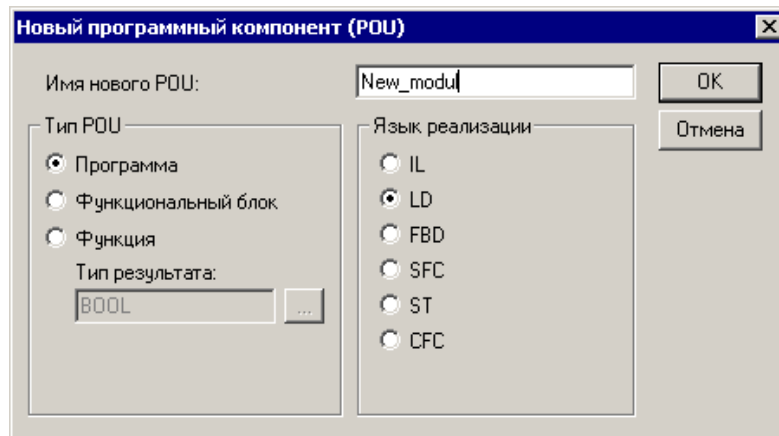 Новый программный компонент (POU)
Имя нового POU:
New_modul
OK
Отмена
Тип POU
Программа
Функциональный блок
Функция
Тип результата:
BOOL
...
Язык реализации
IL
LD
FBD
SFC
ST
CFC